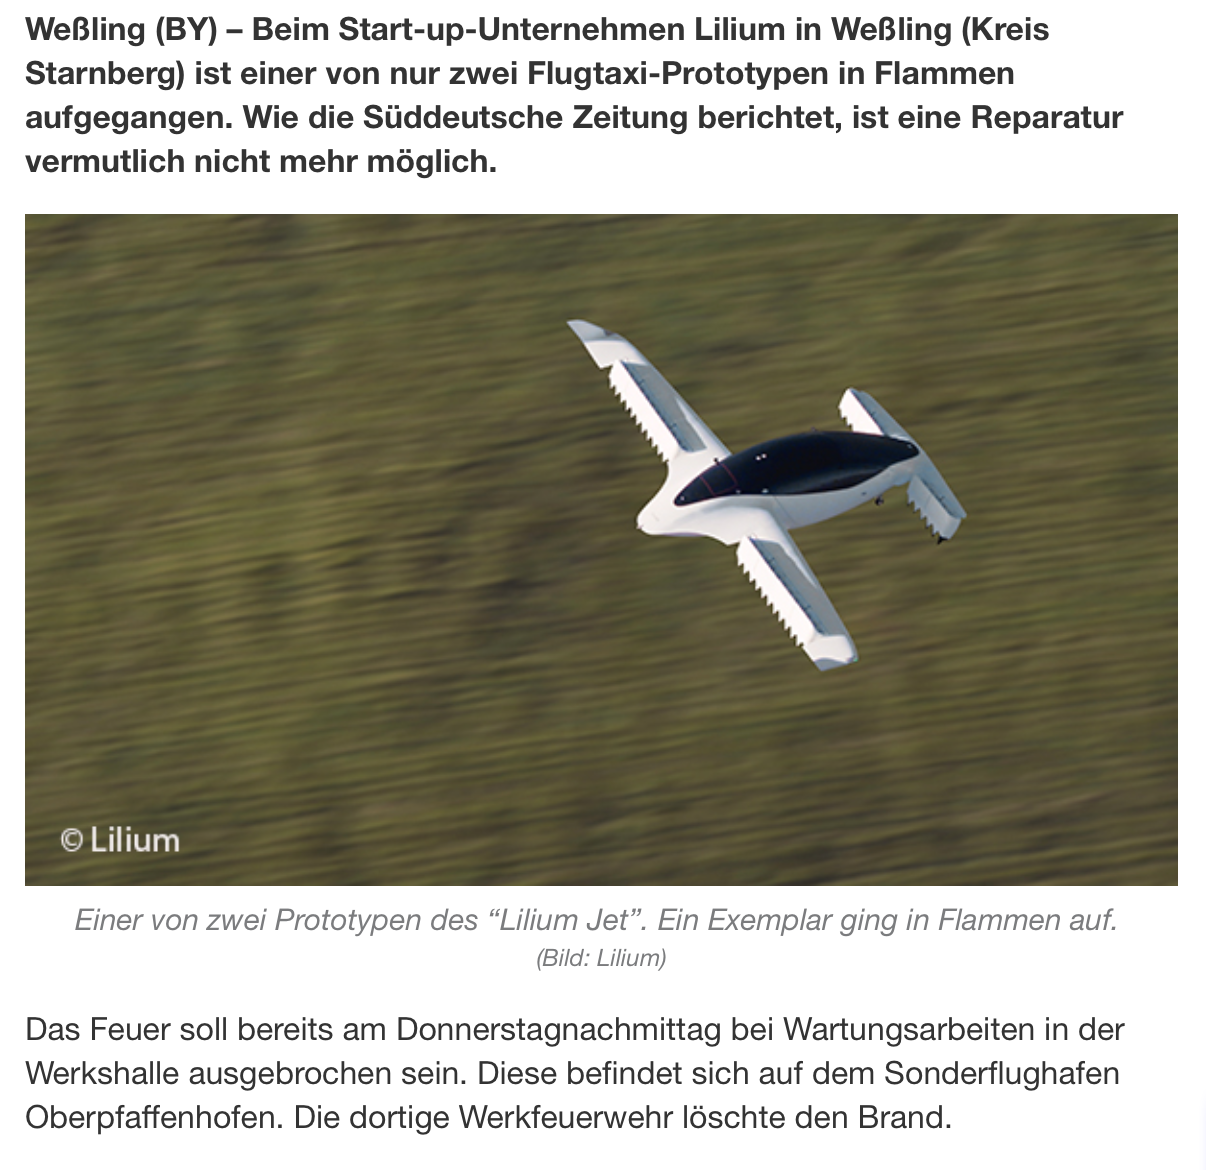 Weßling (BY) – Beim Start-up-Unternehmen Lilium in Weßling (Kreis
Starnberg) ist einer von nur zwei Flugtaxi-Prototypen in Flammen
aufgegangen. Wie die Süddeutsche Zeitung berichtet, ist eine Reparatur
vermutlich nicht mehr möglich.
© Lilium
Einer von zwei Prototypen des “Lilium Jet”. Ein Exemplar ging in Flammen auf.
(Bild: Lilium)
Das Feuer soll bereits am Donnerstagnachmittag bei Wartungsarbeiten in der
Werkshalle ausgebrochen sein. Diese befindet sich auf dem Sonderflughafen
Oberpfaffenhofen. Die dortige Werkfeuerwehr löschte den Brand.